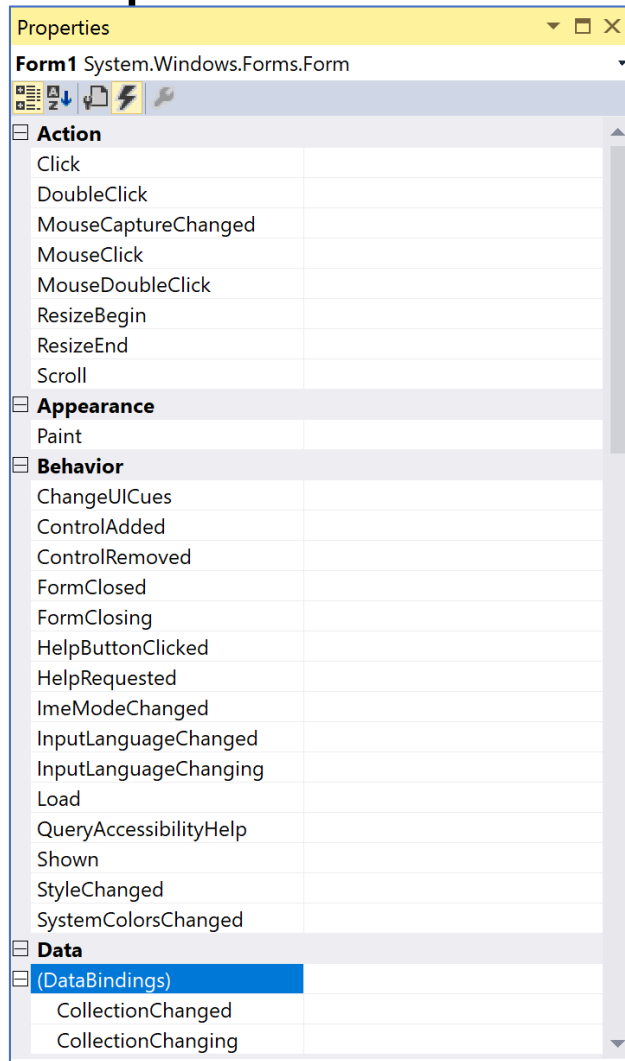 Properties
Form1 System.Windows.Forms.Form
Action
Click
DoubleClick
MouseCaptureChanged
MouseClick
MouseDoubleClick
ResizeBegin
ResizeEnd
Scroll
Appearance
Paint
Behavior
ChangeUICues
ControlAdded
ControlRemoved
FormClosed
FormClosing
HelpButtonClicked
HelpRequested
ImeModeChanged
InputLanguageChanged
InputLanguageChanging
Load
QueryAccessibilityHelp
Shown
StyleChanged
SystemColorsChanged
Data
(DataBindings)
CollectionChanged
CollectionChanging